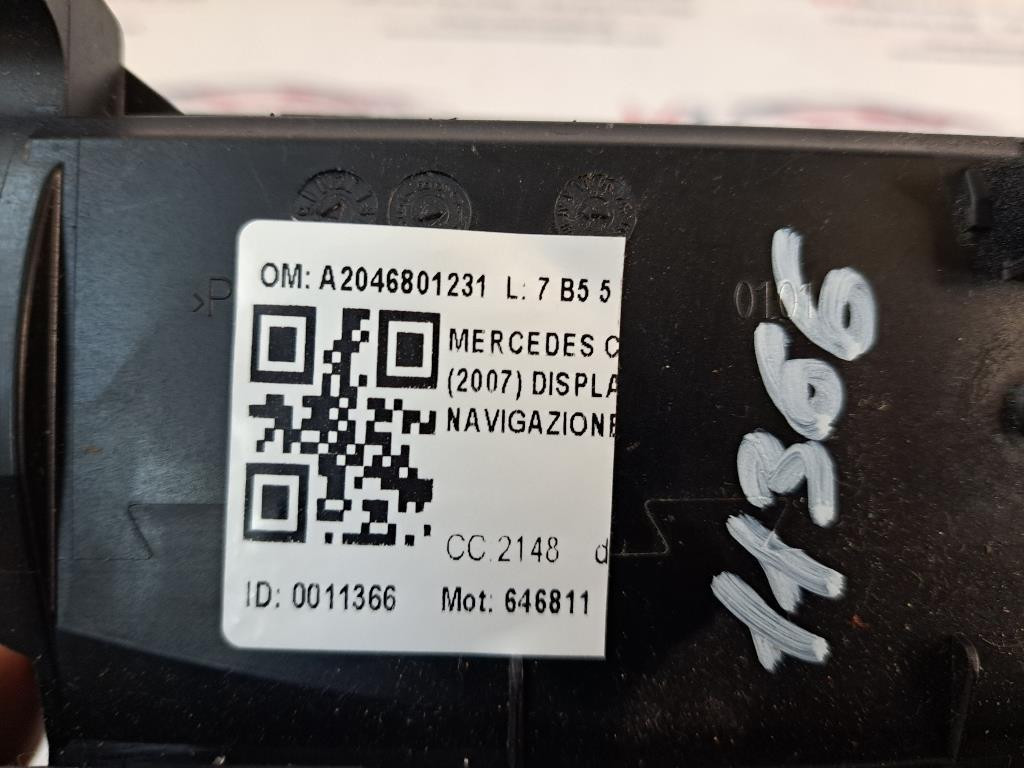 OM: A2046801231 L: 7 B5 5
MERCEDES C
(2007) DISPLA
NAVIGAZIONE
CC.2148 d
ID: 0011366 Mot: 646811
>P
0101
11366